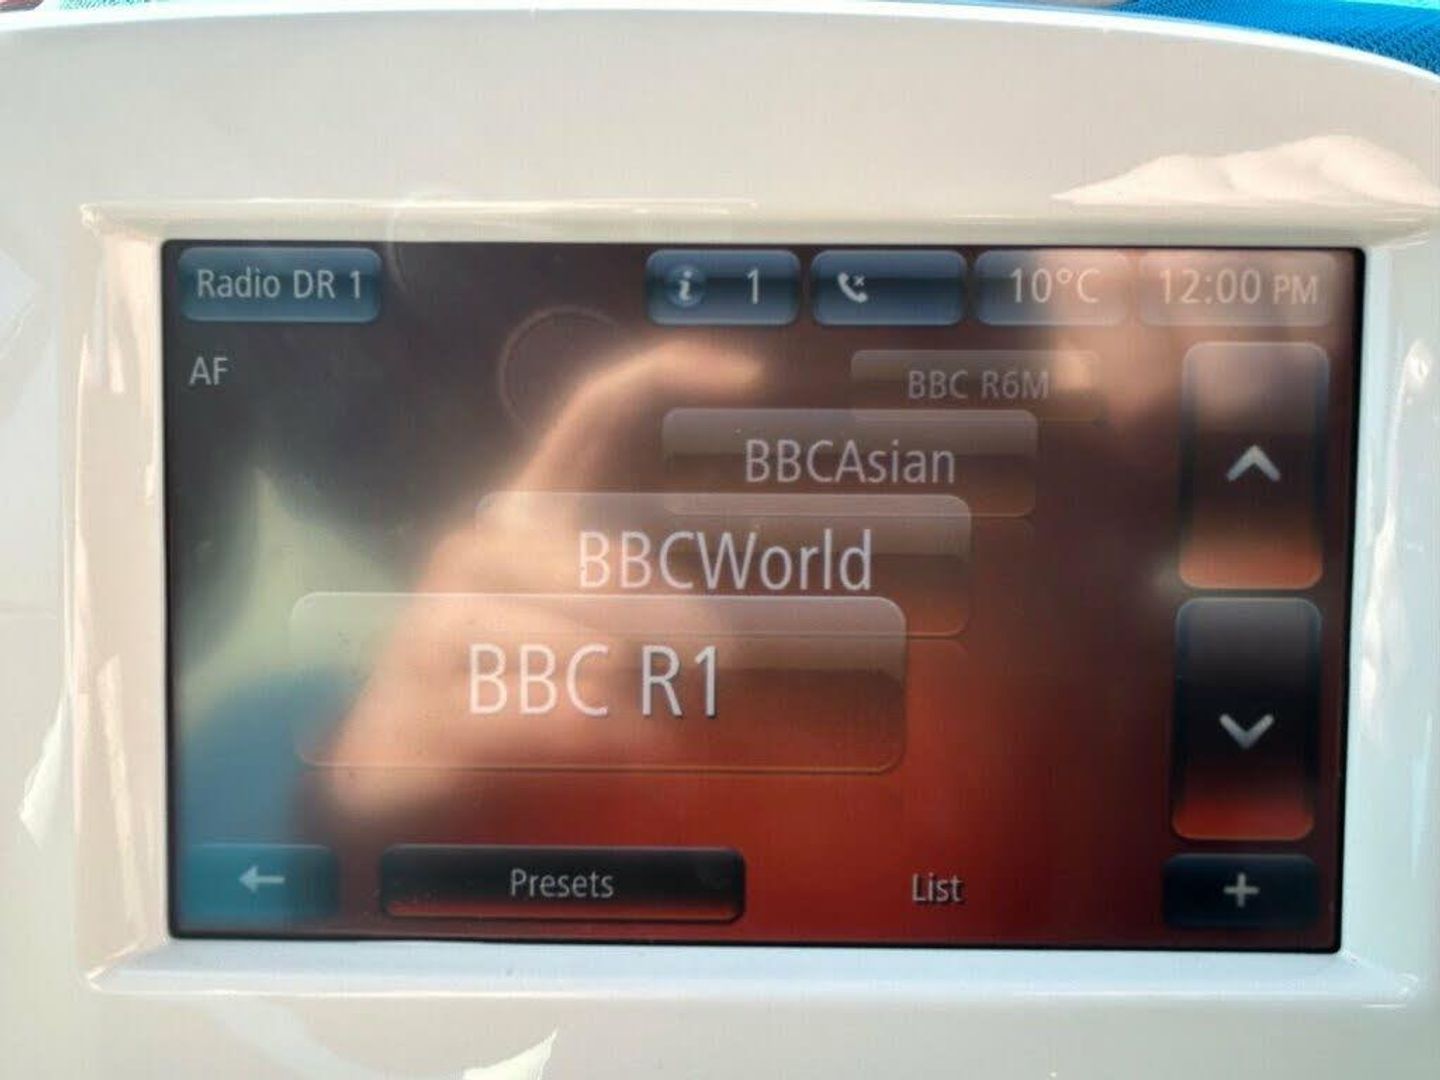 Radio DR 1
i 1
10°C
12:00 PM
AF
BBC R6M
BBCAsian
BBCWorld
BBC R1
Presets
List
+